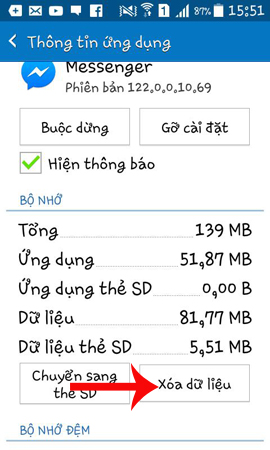 87% 15:51
Thông tin ứng dụng
Messenger
Phiên bản 122.0.0.10.69
Buộc dừng Gỡ cài đặt
Hiện thông báo
BỘ NHỚ
Tổng 139 MB
Ứng dụng 51,87 MB
Ứng dụng thẻ SD 0,00 B
Dữ liệu 81,77 MB
Dữ liệu thẻ SD 5,51 MB
Chuyển sang
thẻ SD Xóa dữ liệu
BỘ NHỚ ĐỆM